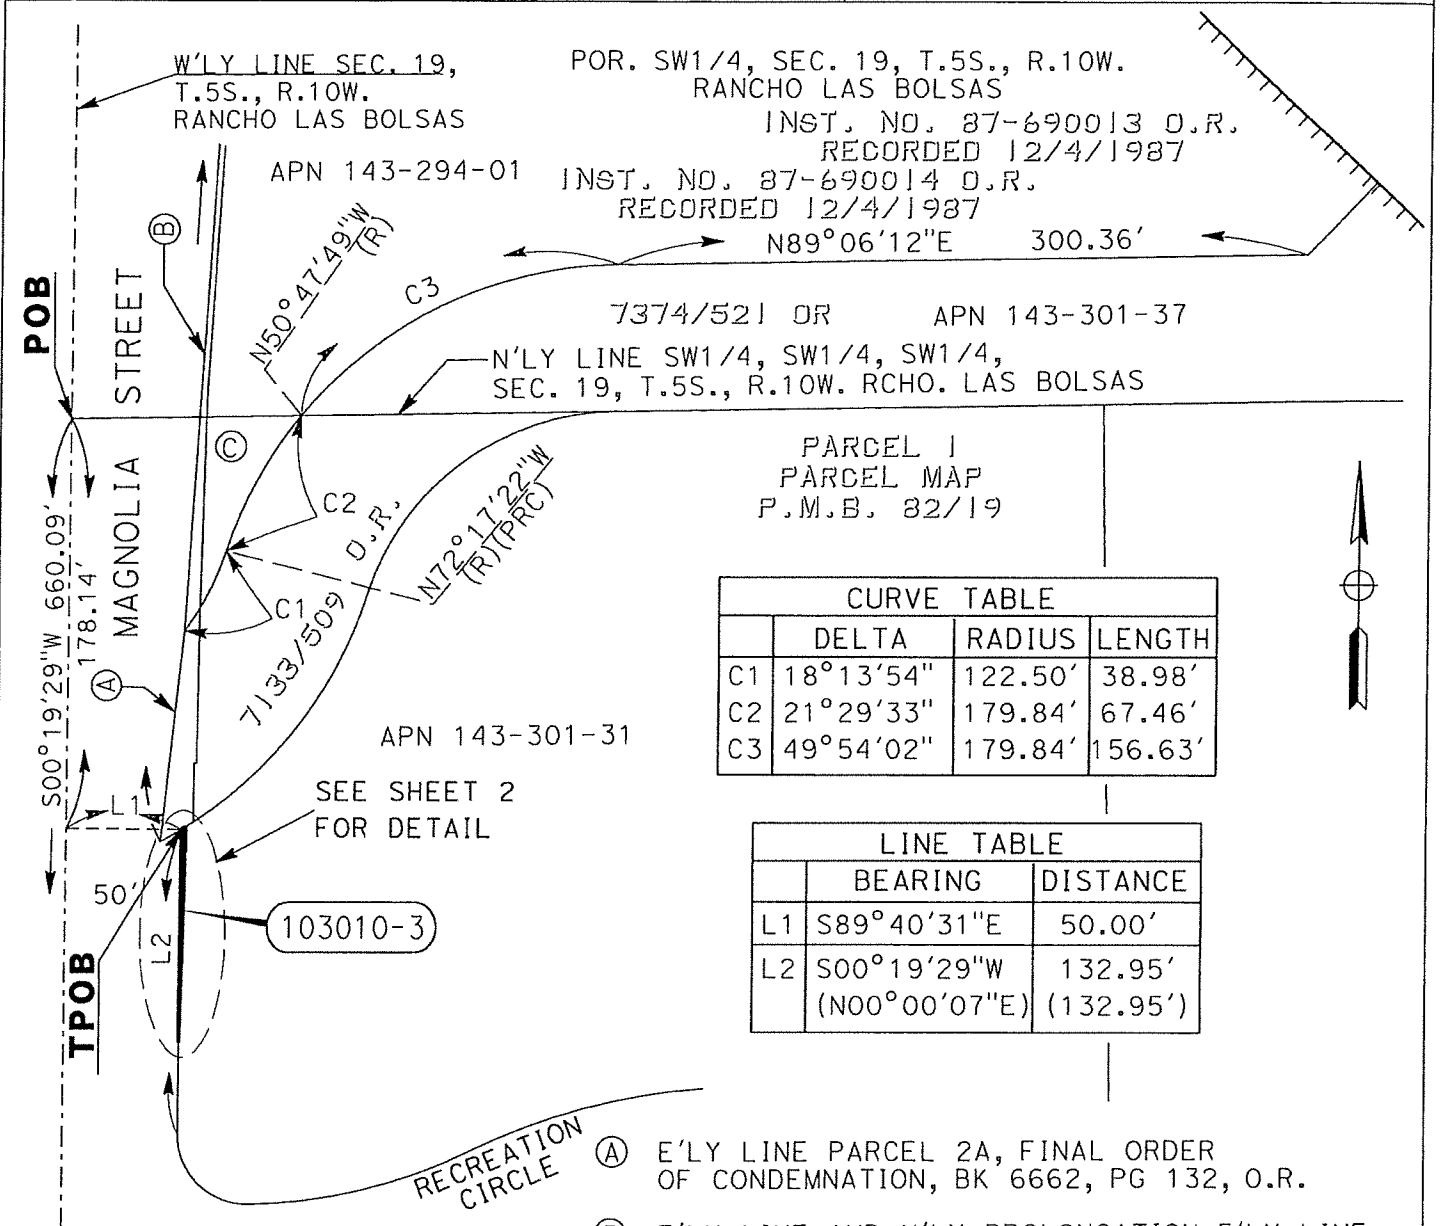 W'LY LINE SEC. 19,
T.5S., R.10W.
RANCHO LAS BOLSAS
POR. SW1/4, SEC. 19, T.5S., R.10W.
RANCHO LAS BOLSAS
INST. NO. 87-690013 O.R.
RECORDED 12/4/1987
APN 143-294-01
INST. NO. 87-690014 O.R.
RECORDED 12/4/1987
N89°06'12"E 300.36'
B
N50°47'49"W
(R)
C3
POB
MAGNOLIA STREET
7374/521 OR
APN 143-301-37
N'LY LINE SW1/4, SW1/4, SW1/4,
SEC. 19, T.5S., R.10W. RCHO. LAS BOLSAS
C
PARCEL 1
PARCEL MAP
P.M.B. 82/19
C2
N72°17'22"W
(R)(PRC)
7133/509 O.R.
C1
S00°19'29"W 660.09'
178.14'
A
CURVE TABLE
DELTA RADIUS LENGTH
C1 18°13'54" 122.50' 38.98'
C2 21°29'33" 179.84' 67.46'
C3 49°54'02" 179.84' 156.63'
APN 143-301-31
SEE SHEET 2
FOR DETAIL
L1
50'
L2
TPOB
103010-3
LINE TABLE
BEARING DISTANCE
L1 S89°40'31"E 50.00'
L2 S00°19'29"W 132.95'
(N00°00'07"E) (132.95')
RECREATION
CIRCLE
A E'LY LINE PARCEL 2A, FINAL ORDER
OF CONDEMNATION, BK 6662, PG 132, O.R.